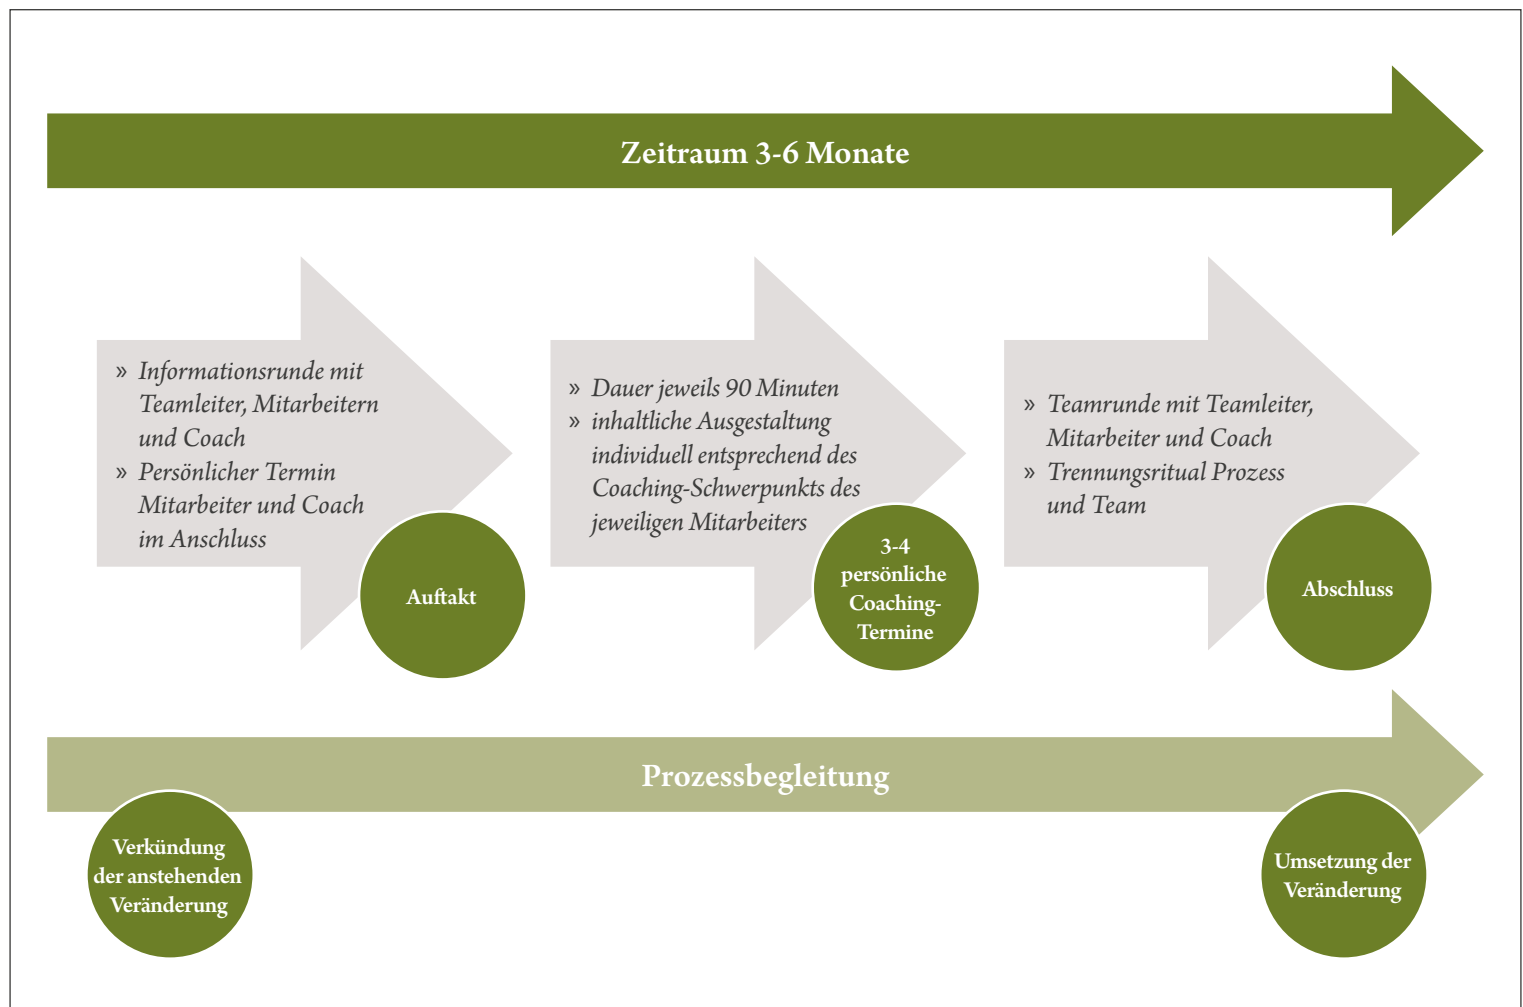 Zeitraum 3-6 Monate
» Informationsrunde mit
Teamleiter, Mitarbeitern
und Coach
» Persönlicher Termin
Mitarbeiter und Coach
im Anschluss
Auftakt
» Dauer jeweils 90 Minuten
» inhaltliche Ausgestaltung
individuell entsprechend des
Coaching-Schwerpunkts des
jeweiligen Mitarbeiters
3-4
persönliche
Coaching-
Termine
» Teamrunde mit Teamleiter,
Mitarbeiter und Coach
» Trennungsritual Prozess
und Team
Abschluss
Prozessbegleitung
Verkündung
der anstehenden
Veränderung
Umsetzung der
Veränderung